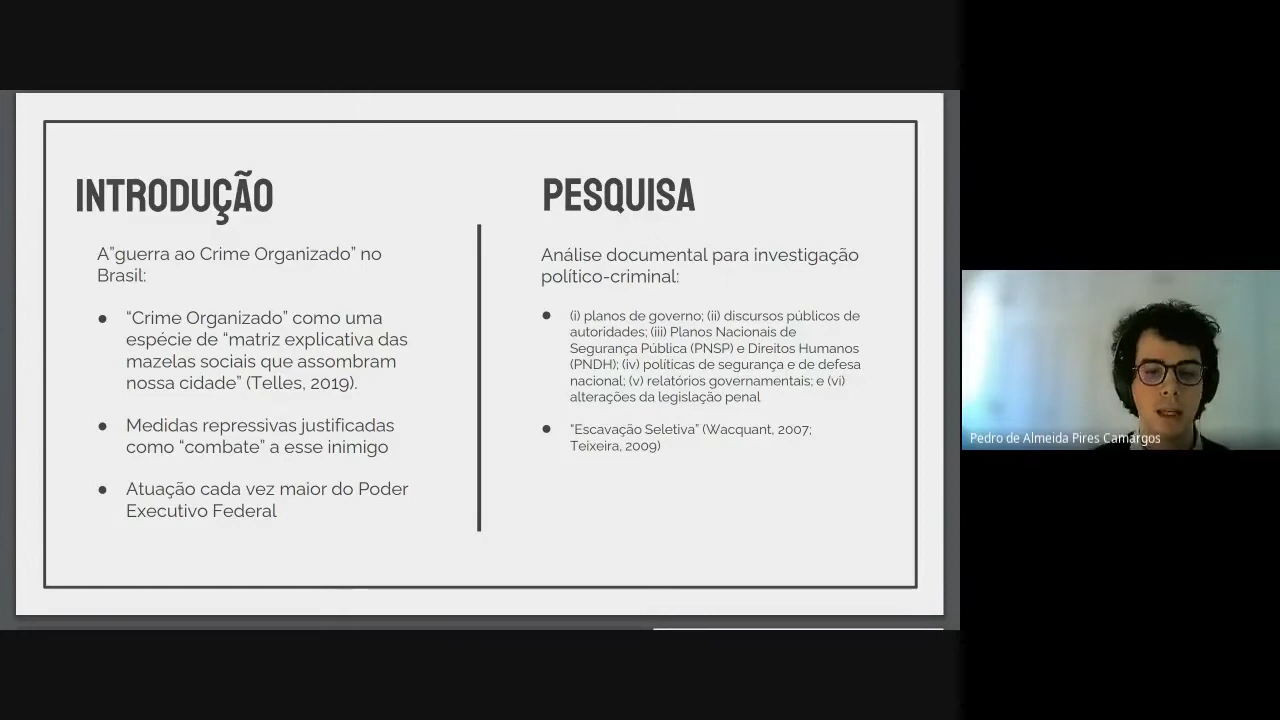 INTRODUÇÃO
A”guerra ao Crime Organizado” no
Brasil:
● “Crime Organizado” como uma
espécie de “matriz explicativa das
mazelas sociais que assombram
nossa cidade” (Telles, 2019).
● Medidas repressivas justificadas
como “combate” a esse inimigo
● Atuação cada vez maior do Poder
Executivo Federal
PESQUISA
Análise documental para investigação
político-criminal:
● (i) planos de governo; (ii) discursos públicos de
autoridades; (iii) Planos Nacionais de
Segurança Pública (PNSP) e Direitos Humanos
(PNDH); (iv) políticas de segurança e de defesa
nacional; (v) relatórios governamentais; e (vi)
alterações da legislação penal
● “Escavação Seletiva” (Wacquant, 2007;
Teixeira, 2009)
Pedro de Almeida Pires Camargos